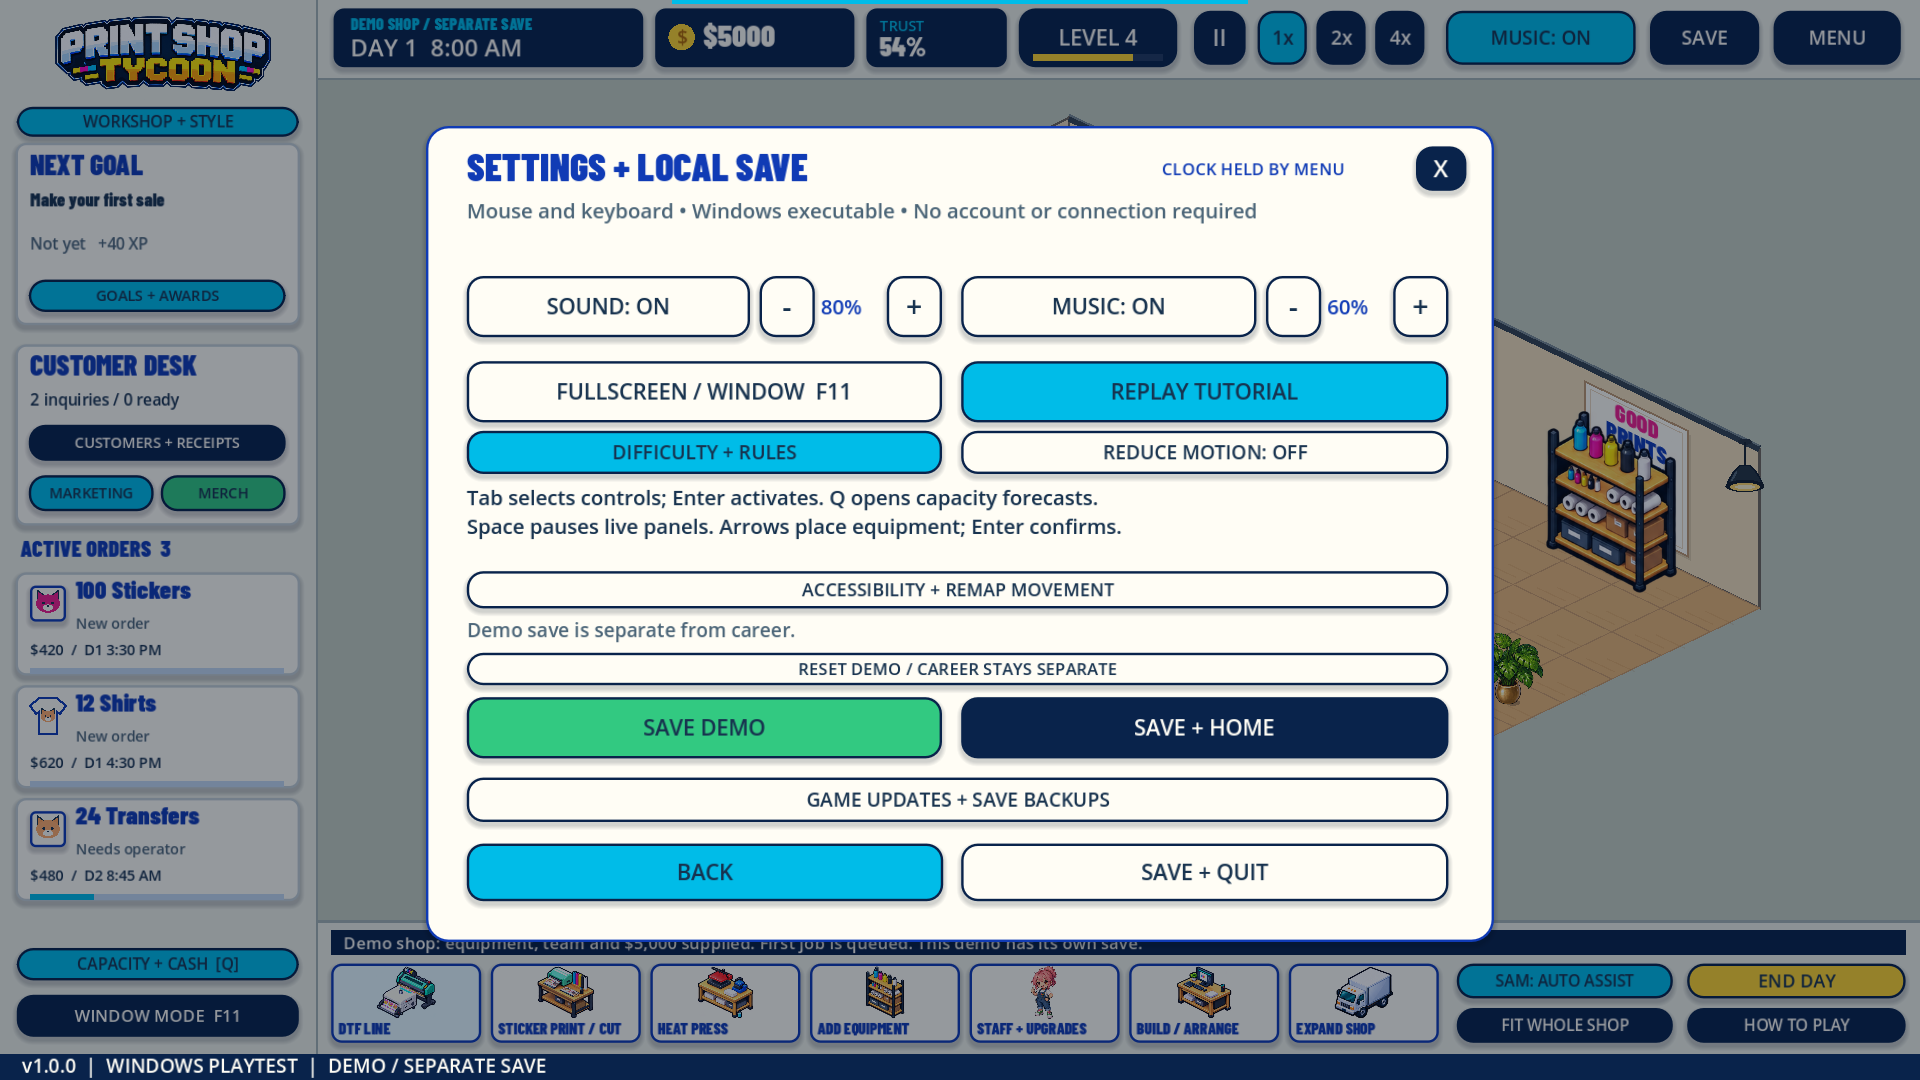 PRINT SHOP
TYCOON
DEMO SHOP / SEPARATE SAVE
DAY 1 8:00 AM
$ $5000
TRUST
54%
LEVEL 4
II
1x
2x
4x
MUSIC: ON
SAVE
MENU
WORKSHOP + STYLE
NEXT GOAL
Make your first sale
Not yet +40 XP
GOALS + AWARDS
CUSTOMER DESK
2 inquiries / 0 ready
CUSTOMERS + RECEIPTS
MARKETING
MERCH
ACTIVE ORDERS 3
100 Stickers
New order
$420 / D1 3:30 PM
12 Shirts
New order
$620 / D1 4:30 PM
24 Transfers
Needs operator
$480 / D2 8:45 AM
CAPACITY + CASH [Q]
WINDOW MODE F11
SETTINGS + LOCAL SAVE
CLOCK HELD BY MENU
X
Mouse and keyboard • Windows executable • No account or connection required
SOUND: ON
-
80%
+
MUSIC: ON
-
60%
+
FULLSCREEN / WINDOW F11
REPLAY TUTORIAL
DIFFICULTY + RULES
REDUCE MOTION: OFF
Tab selects controls; Enter activates. Q opens capacity forecasts.
Space pauses live panels. Arrows place equipment; Enter confirms.
ACCESSIBILITY + REMAP MOVEMENT
Demo save is separate from career.
RESET DEMO / CAREER STAYS SEPARATE
SAVE DEMO
SAVE + HOME
GAME UPDATES + SAVE BACKUPS
BACK
SAVE + QUIT
GOOD
PRINTS
Demo shop: equipment, team and $5,000 supplied. First job is queued. This demo has its own save.
DTF LINE
STICKER PRINT / CUT
HEAT PRESS
ADD EQUIPMENT
STAFF + UPGRADES
BUILD / ARRANGE
EXPAND SHOP
SAM: AUTO ASSIST
END DAY
FIT WHOLE SHOP
HOW TO PLAY
v1.0.0 | WINDOWS PLAYTEST | DEMO / SEPARATE SAVE